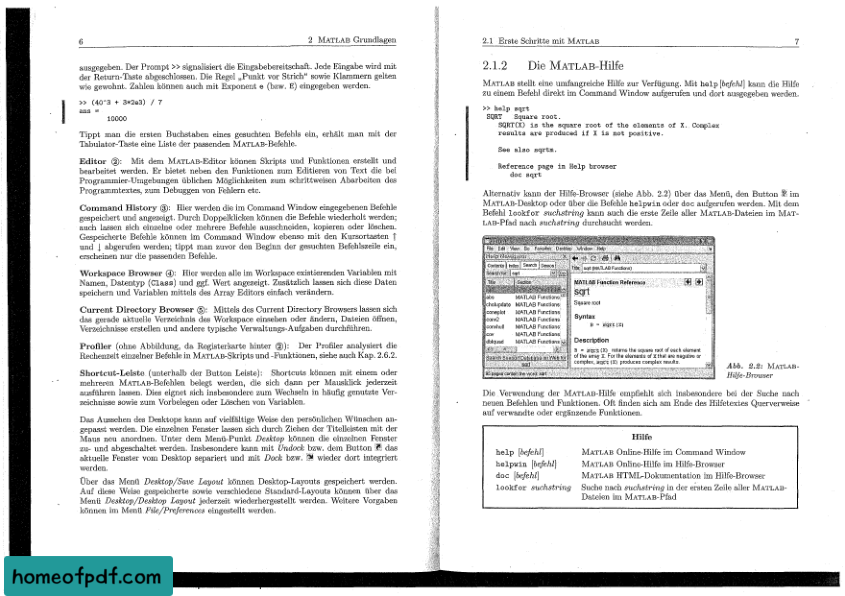 6 2 MATLAB Grundlagen
ausgegeben. Der Prompt >> signalisiert die Eingabebereitschaft. Jede Eingabe wird mit
der Return-Taste abgeschlossen. Die Regel „Punkt vor Strich“ sowie Klammern gelten
wie gewohnt. Zahlen können auch mit Exponent e (bzw. E) eingegeben werden.
>> (40^3 + 3*2e3) / 7
ans =
10000
Tippt man die ersten Buchstaben eines gesuchten Befehls ein, erhält man mit der
Tabulator-Taste eine Liste der passenden MATLAB-Befehle.
Editor ②: Mit dem MATLAB-Editor können Skripts und Funktionen erstellt und
bearbeitet werden. Er bietet neben den Funktionen zum Editieren von Text die bei
Programmier-Umgebungen üblichen Möglichkeiten zum schrittweisen Abarbeiten des
Programmtextes, zum Debuggen von Fehlern etc.
Command History ③: Hier werden die im Command Window eingegebenen Befehle
gespeichert und angezeigt. Durch Doppelklicken können die Befehle wiederholt werden;
auch lassen sich einzelne oder mehrere Befehle ausschneiden, kopieren oder löschen.
Gespeicherte Befehle können im Command Window ebenso mit den Kursortasten ↑
und ↓ abgerufen werden; tippt man zuvor den Beginn der gesuchten Befehlszeile ein,
erscheinen nur die passenden Befehle.
Workspace Browser ④: Hier werden alle im Workspace existierenden Variablen mit
Namen, Datentyp (Class) und ggf. Wert angezeigt. Zusätzlich lassen sich diese Daten
speichern und Variablen mittels des Array Editors einfach verändern.
Current Directory Browser ⑤: Mittels des Current Directory Browsers lassen sich
das gerade aktuelle Verzeichnis des Workspace einsehen oder ändern, Dateien öffnen,
Verzeichnisse erstellen und andere typische Verwaltungs-Aufgaben durchführen.
Profiler (ohne Abbildung, da Registerkarte hinter ②): Der Profiler analysiert die
Rechenzeit einzelner Befehle in MATLAB-Skripts und -Funktionen, siehe auch Kap. 2.6.2.
Shortcut-Leiste (unterhalb der Button Leiste): Shortcuts können mit einem oder
mehreren MATLAB-Befehlen belegt werden, die sich dann per Mausklick jederzeit
ausführen lassen. Dies eignet sich insbesondere zum Wechseln in häufig genutzte Ver-
zeichnisse sowie zum Vorbelegen oder Löschen von Variablen.
Das Aussehen des Desktops kann auf vielfältige Weise den persönlichen Wünschen an-
gepasst werden. Die einzelnen Fenster lassen sich durch Ziehen der Titelleisten mit der
Maus neu anordnen. Unter dem Menü-Punkt Desktop können die einzelnen Fenster
zu- und abgeschaltet werden. Insbesondere kann mit Undock bzw. dem Button das
aktuelle Fenster vom Desktop separiert und mit Dock bzw. wieder dort integriert
werden.
Über das Menü Desktop/Save Layout können Desktop-Layouts gespeichert werden.
Auf diese Weise gespeicherte sowie verschiedene Standard-Layouts können über das
Menü Desktop/Desktop Layout jederzeit wiederhergestellt werden. Weitere Vorgaben
können im Menü File/Preferences eingestellt werden.
2.1 Erste Schritte mit MATLAB 7
2.1.2 Die MATLAB-Hilfe
MATLAB stellt eine umfangreiche Hilfe zur Verfügung. Mit help [befehl] kann die Hilfe
zu einem Befehl direkt im Command Window aufgerufen und dort ausgegeben werden.
>> help sqrt
SQRT Square root.
SQRT(X) is the square root of the elements of X. Complex
results are produced if X is not positive.
See also sqrtm.
Reference page in Help browser
doc sqrt
Alternativ kann der Hilfe-Browser (siehe Abb. 2.2) über das Menü, den Button ? im
MATLAB-Desktop oder über die Befehle helpwin oder doc aufgerufen werden. Mit dem
Befehl lookfor suchstring kann auch die erste Zeile aller MATLAB-Dateien im MAT-
LAB-Pfad nach suchstring durchsucht werden.
File Edit View Go Favorites Desktop Window Help
Contents Index Search Demos
Title: sqrt (MATLAB Functions)
Search for: sqrt
Title Section
MATLAB Function Reference
sqrt
abs MATLAB Functions
cholupdate MATLAB Functions
coneplot MATLAB Functions
conv2 MATLAB Functions
convhull MATLAB Functions
MATLAB Functions
dblquad MATLAB Functions
Square root
Syntax
B = sqrt(X)
Description
B = sqrt(X) returns the square root of each element
of the array X. For the elements of X that are negative or
complex, sqrt(X) produces complex results.
Abb. 2.2: MATLAB-
Hilfe-Browser
Die Verwendung der MATLAB-Hilfe empfiehlt sich insbesondere bei der Suche nach
neuen Befehlen und Funktionen. Oft finden sich am Ende des Hilfetextes Querverweise
auf verwandte oder ergänzende Funktionen.
Hilfe
help [befehl] MATLAB Online-Hilfe im Command Window
helpwin [befehl] MATLAB Online-Hilfe im Hilfe-Browser
doc [befehl] MATLAB HTML-Dokumentation im Hilfe-Browser
lookfor suchstring Suche nach suchstring in der ersten Zeile aller MATLAB-
Dateien im MATLAB-Pfad
homeofpdf.com